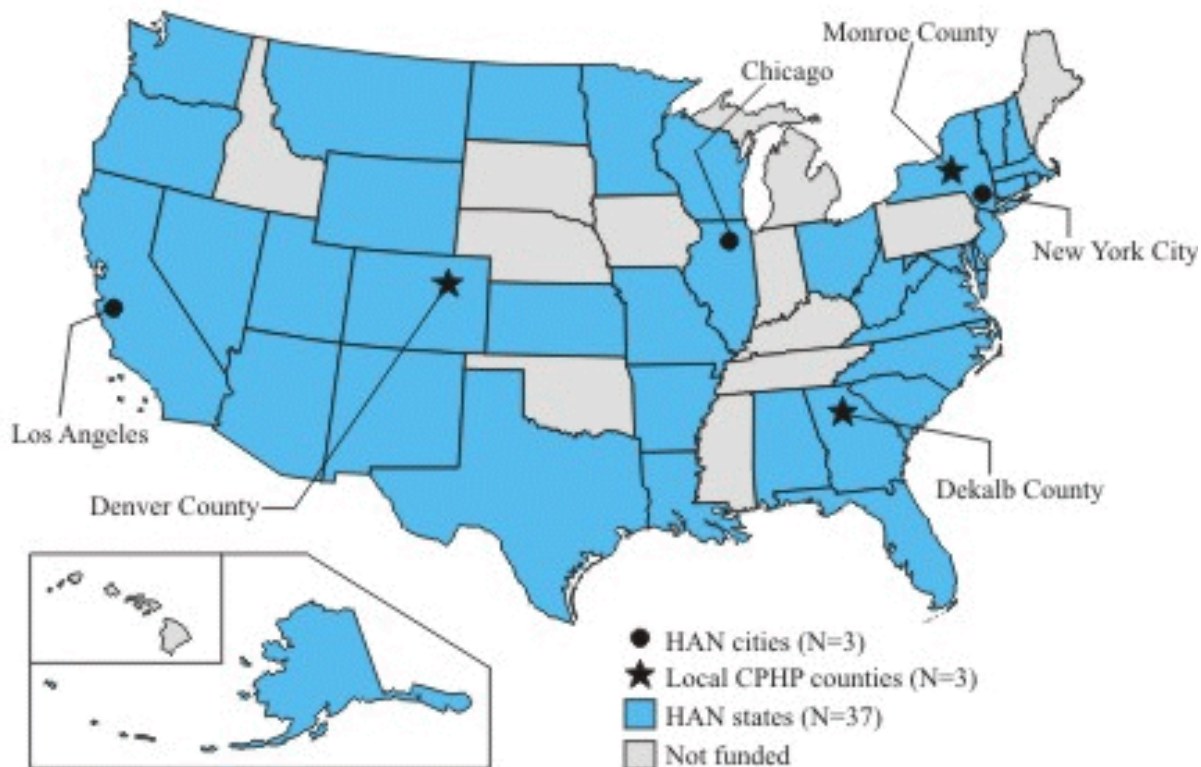 Monroe County
Chicago
New York City
Los Angeles
Denver County
Dekalb County
HAN cities (N=3)
Local CPHP counties (N=3)
HAN states (N=37)
Not funded